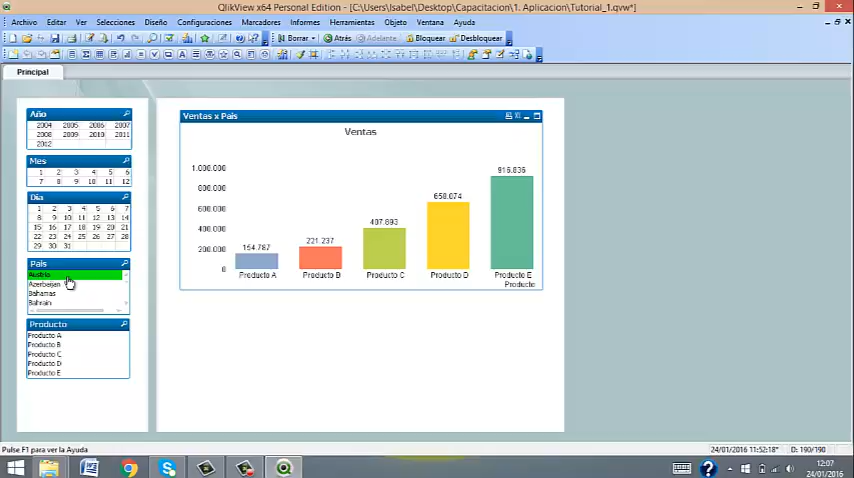 QlikView x64 Personal Edition - [C:\Users\Isabel\Desktop\Capacitacion\1. Aplicacion\Tutorial_1.qvw*]
Archivo Editar Ver Selecciones Diseño Configuraciones Marcadores Informes Herramientas Objeto Ventana Ayuda
Borrar Atrás Adelante Bloquear Desbloquear
Principal
Año
2004 2005 2006 2007
2008 2009 2010 2011
2012
Mes
1 2 3 4 5 6
7 8 9 10 11 12
Dia
1 2 3 4 5 6 7
8 9 10 11 12 13 14
15 16 17 18 19 20 21
22 23 24 25 26 27 28
29 30 31
Pais
Austria
Azerbaijan
Bahamas
Bahrain
Producto
Producto A
Producto B
Producto C
Producto D
Producto E
Ventas x Pais
XL
Ventas
1.000.000
800.000
600.000
400.000
200.000
0
154.787
221.237
407.693
916.836
Producto A Producto B Producto C Producto D Producto E
Producto
Pulse F1 para ver la Ayuda
24/01/2016 11:52:18* D: 190/190
12:07
24/01/2016